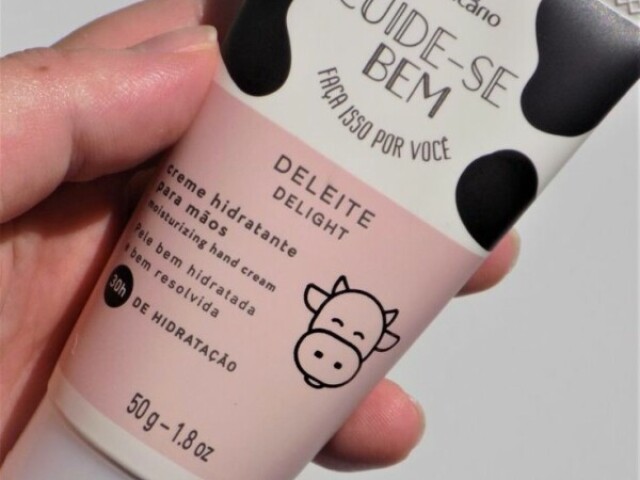 CUIDE-SE
BEM
FAÇA ISSO POR VOCÊ
DELEITE
DELIGHT
creme hidratante
para mãos
moisturizing hand cream
Pele bem hidratada
e bem resolvida
30h
DE HIDRATAÇÃO
50 g - 1.8 oz